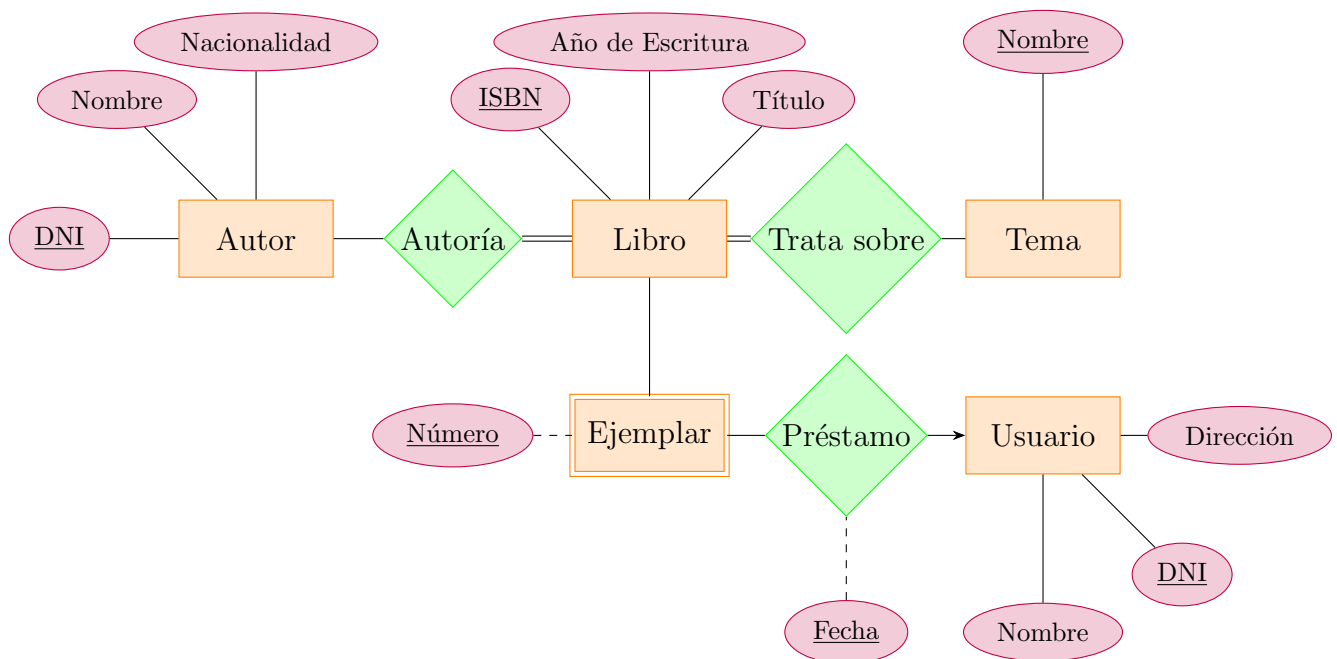 Nacionalidad
Año de Escritura
Nombre
Nombre
ISBN
Título
DNI
Autor
Autoría
Libro
Trata sobre
Tema
Número
Ejemplar
Préstamo
Usuario
Dirección
DNI
Fecha
Nombre